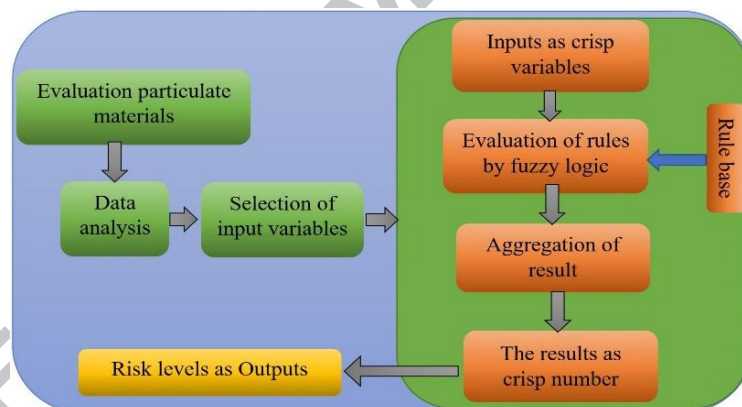 Evaluation particulate
materials
Data
analysis
Selection of
input variables
Inputs as crisp
variables
Evaluation of rules
by fuzzy logic
Rule base
Aggregation of
result
The results as
crisp number
Risk levels as Outputs